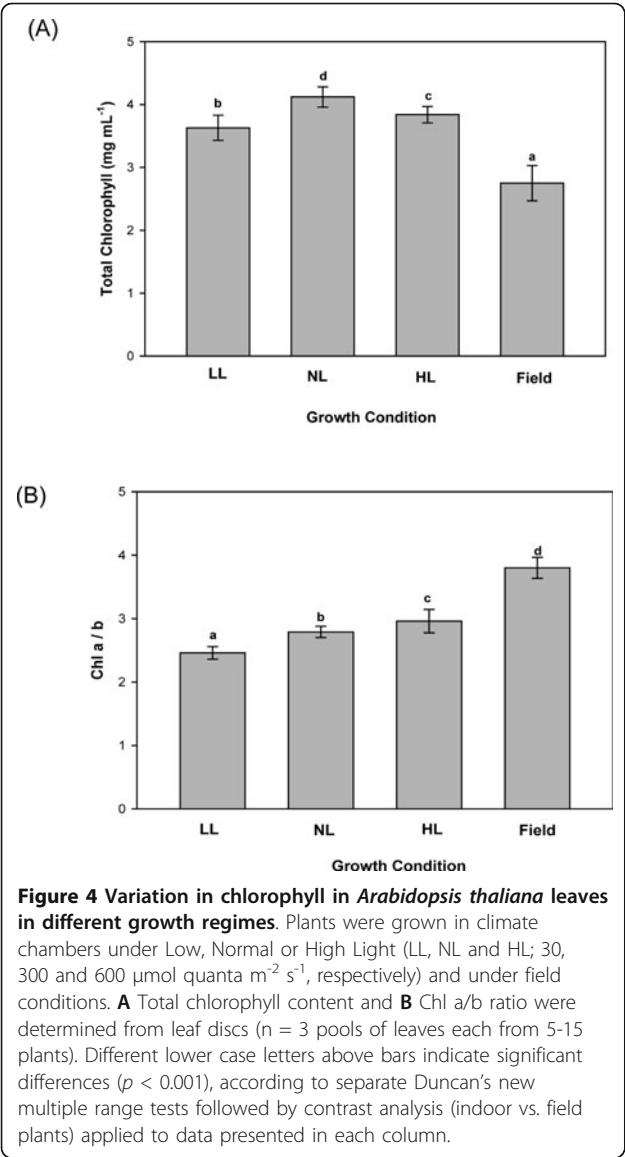 (A)
5
4
3
2
1
0
Total Chlorophyll (mg mL⁻¹)
b
d
c
a
LL NL HL Field
Growth Condition
(B)
5
4
3
2
1
0
Chl a / b
a
b
c
d
LL NL HL Field
Growth Condition
Figure 4 Variation in chlorophyll in Arabidopsis thaliana leaves
in different growth regimes. Plants were grown in climate
chambers under Low, Normal or High Light (LL, NL and HL; 30,
300 and 600 μmol quanta m⁻² s⁻¹, respectively) and under field
conditions. A Total chlorophyll content and B Chl a/b ratio were
determined from leaf discs (n = 3 pools of leaves each from 5-15
plants). Different lower case letters above bars indicate significant
differences (p < 0.001), according to separate Duncan's new
multiple range tests followed by contrast analysis (indoor vs. field
plants) applied to data presented in each column.